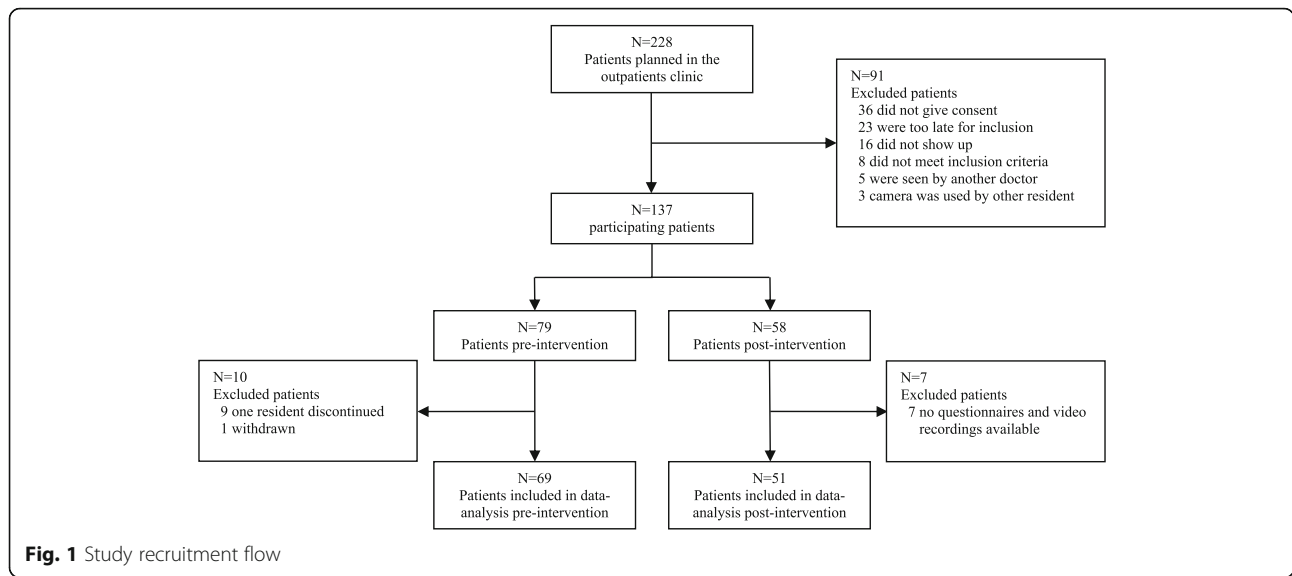 N=228
Patients planned in the
outpatients clinic
N=91
Excluded patients
36 did not give consent
23 were too late for inclusion
16 did not show up
8 did not meet inclusion criteria
5 were seen by another doctor
3 camera was used by other resident
N=137
participating patients
N=79
Patients pre-intervention
N=58
Patients post-intervention
N=10
Excluded patients
9 one resident discontinued
1 withdrawn
N=7
Excluded patients
7 no questionnaires and video
recordings available
N=69
Patients included in data-
analysis pre-intervention
N=51
Patients included in data-
analysis post-intervention
Fig. 1 Study recruitment flow